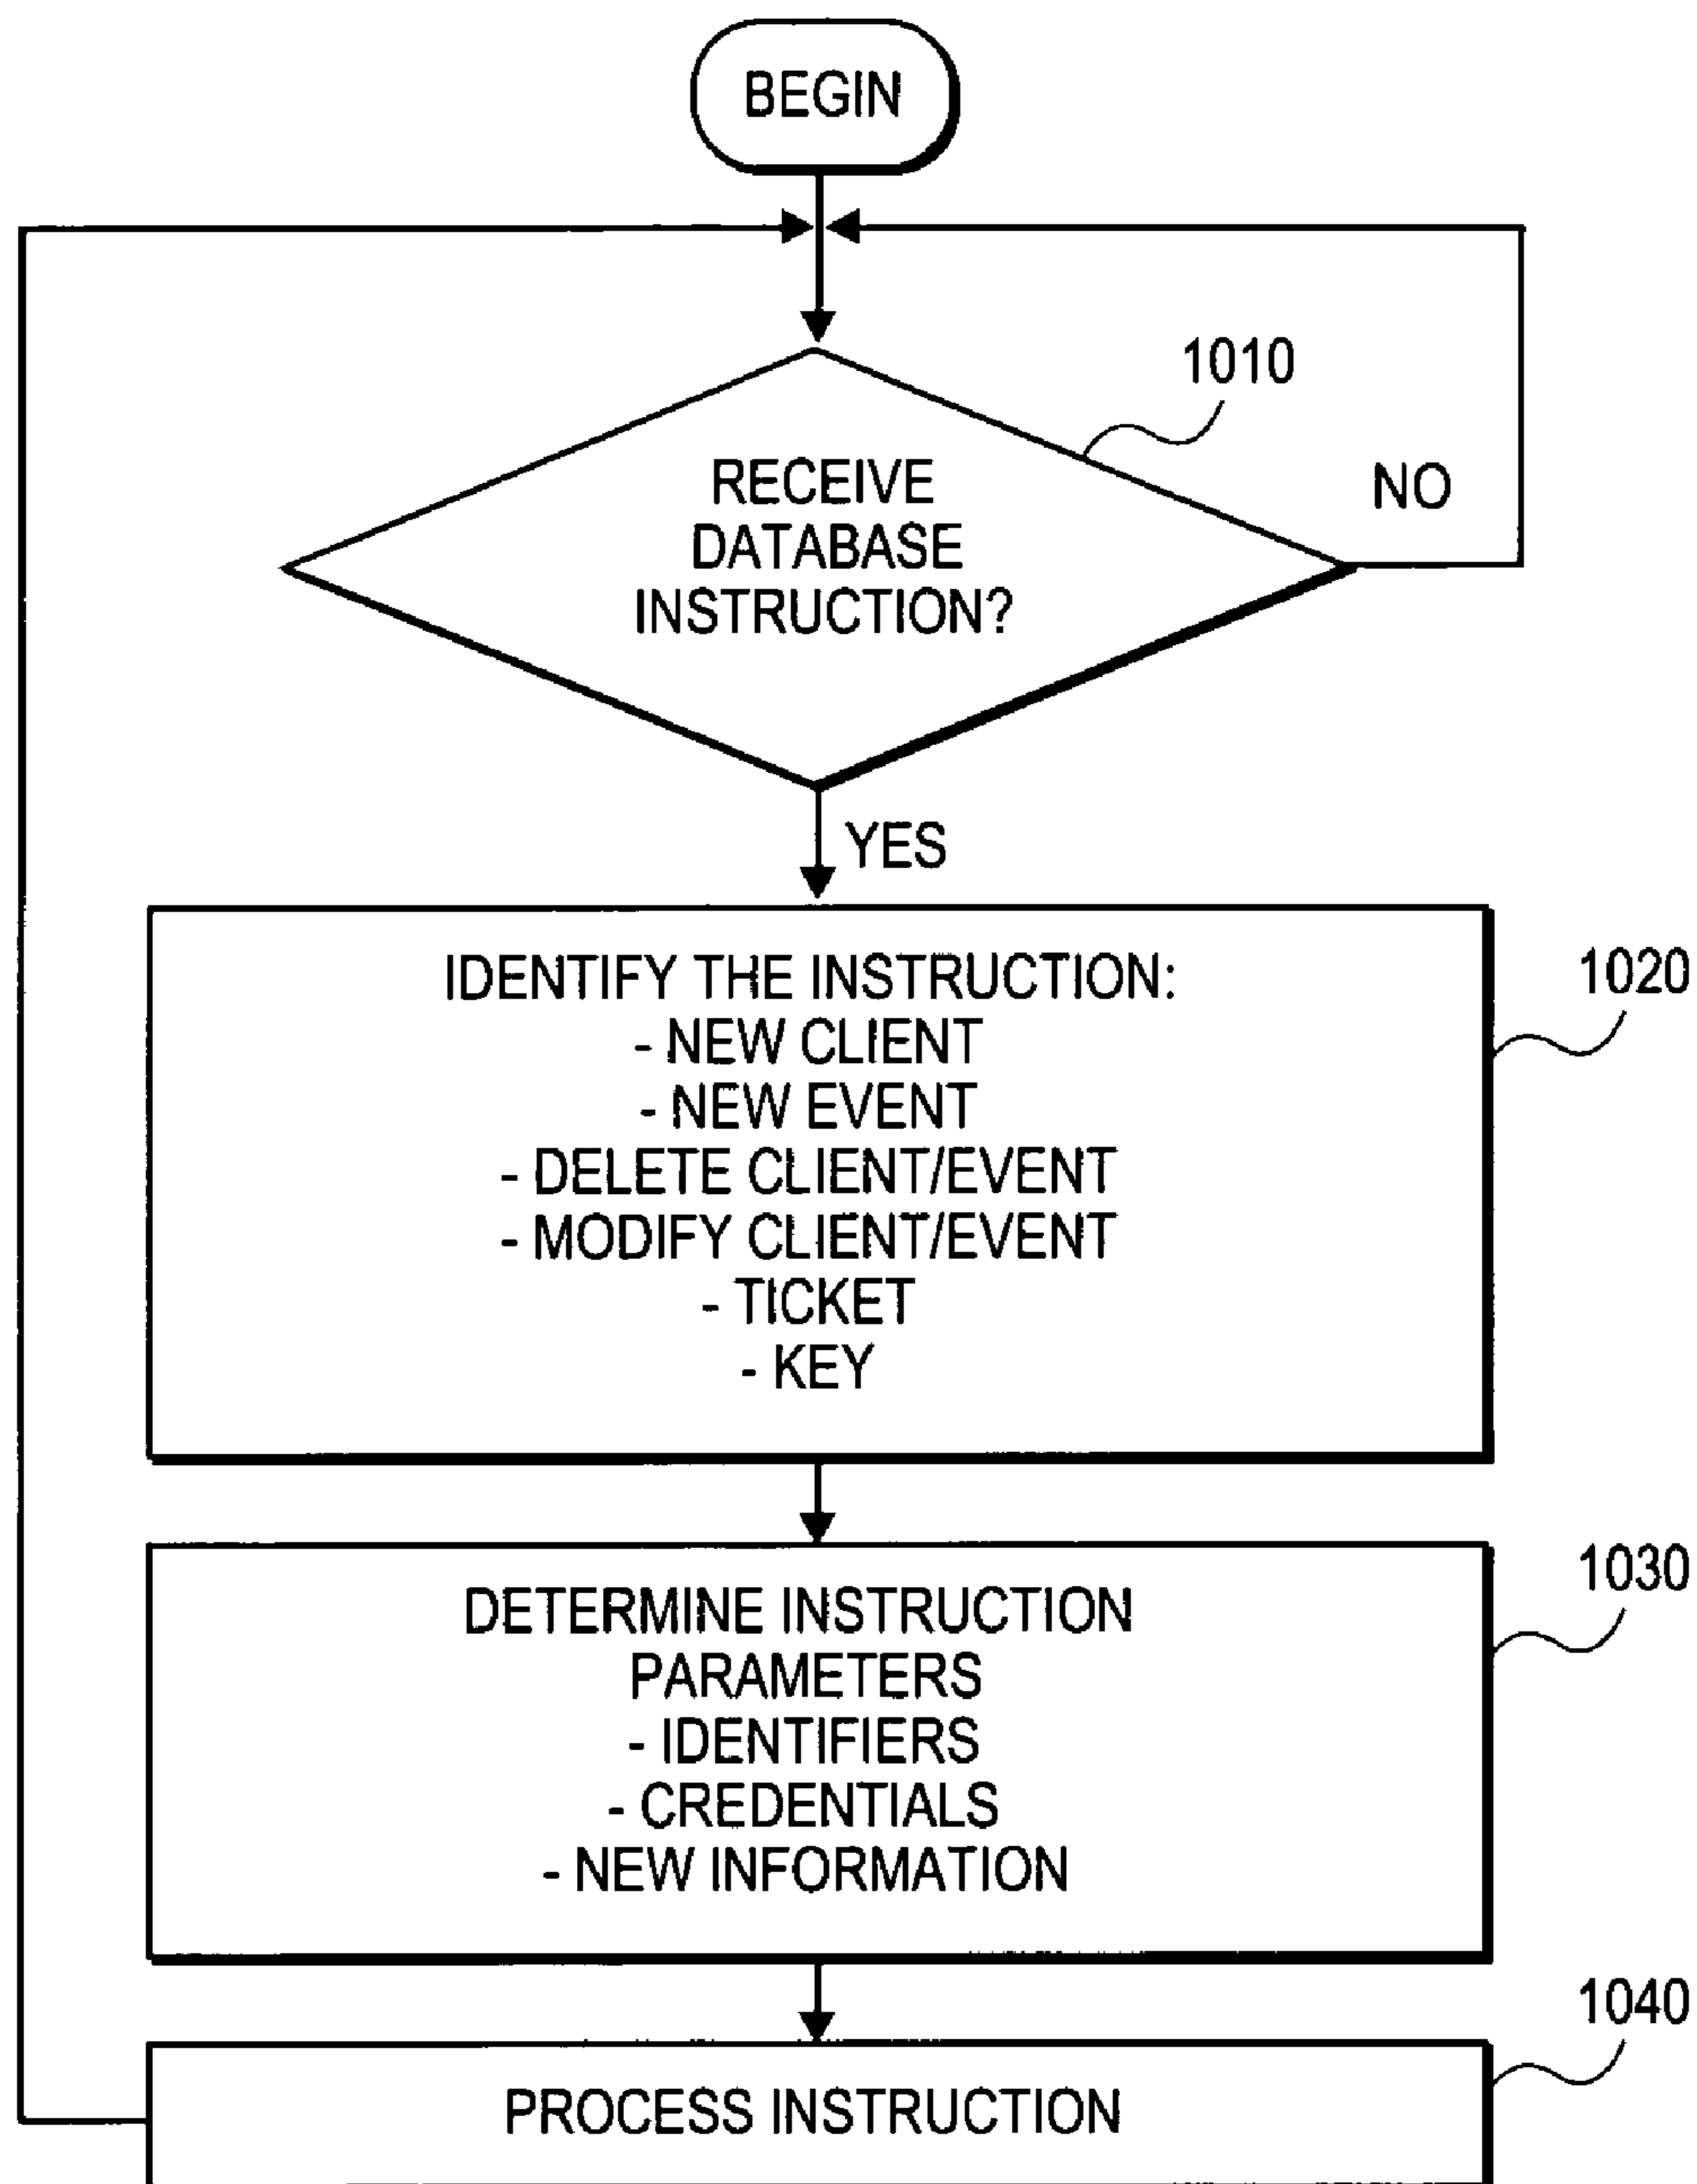 BEGIN
1010
RECEIVE
DATABASE
INSTRUCTION?
NO
YES
1020
IDENTIFY THE INSTRUCTION:
- NEW CLIENT
- NEW EVENT
- DELETE CLIENT/EVENT
- MODIFY CLIENT/EVENT
- TICKET
- KEY
1030
DETERMINE INSTRUCTION
PARAMETERS
- IDENTIFIERS
- CREDENTIALS
- NEW INFORMATION
1040
PROCESS INSTRUCTION